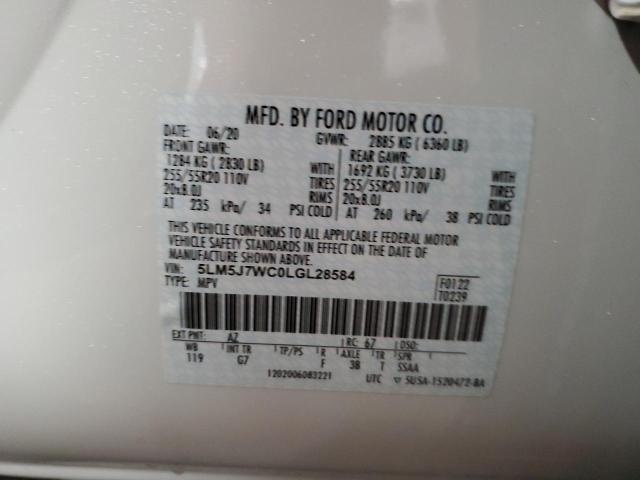 MFD. BY FORD MOTOR CO.
DATE: 06/20 GVWR: 2885 KG ( 6360 LB)
FRONT GAWR: REAR GAWR:
1284 KG ( 2830 LB) WITH 1692 KG ( 3730 LB) WITH
255/55R20 110V TIRES 255/55R20 110V TIRES
20x8.0J RIMS 20x8.0J RIMS
AT 235 kPa/ 34 PSI COLD AT 260 kPa/ 38 PSI COLD
THIS VEHICLE CONFORMS TO ALL APPLICABLE FEDERAL MOTOR
VEHICLE SAFETY STANDARDS IN EFFECT ON THE DATE OF
MANUFACTURE SHOWN ABOVE.
VIN: 5LM5J7WC0LGL28584 F0122
TYPE: MPV T0239
EXT PNT: AZ RC: 67 DSO:
WB INT TR TP/PS R AXLE TR SPR
119 G7 F 38 T SSAA
1202006083221 UTC 5U5A-1520472-BA